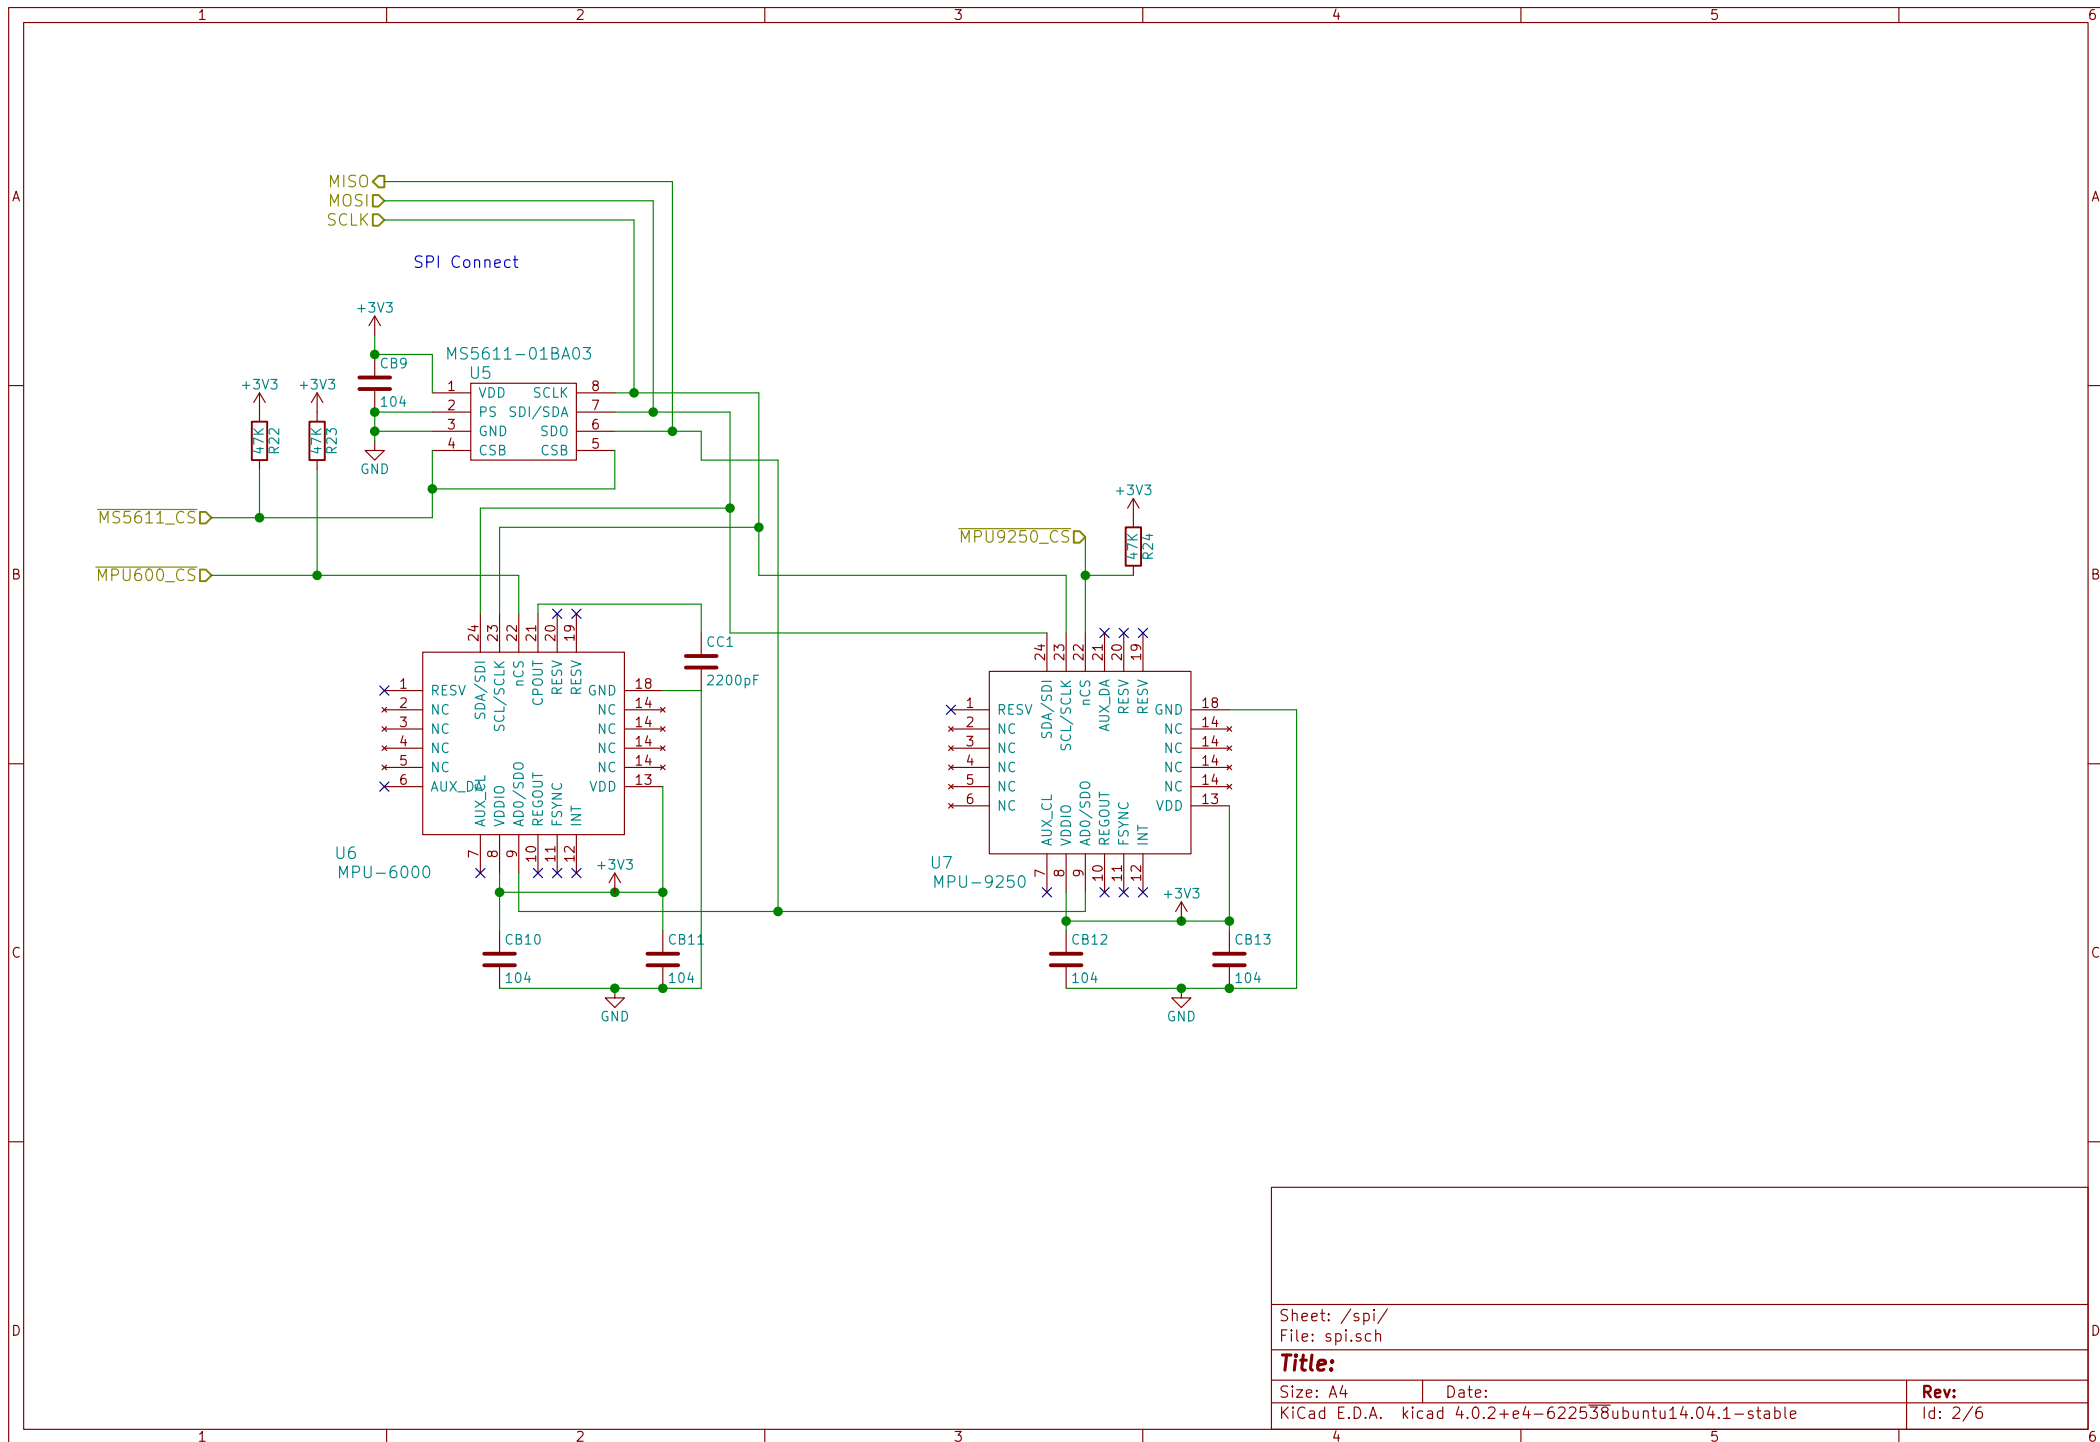 1 2 3 4 5 6
A A
MISO
MOSI
SCLK
SPI Connect
+3V3
CB9
104
GND
+3V3
47K
R22
+3V3
47K
R23
MS5611-01BA03
U5
1 VDD SCLK 8
2 PS SDI/SDA 7
3 GND SDO 6
4 CSB CSB 5
MS5611_CS
MPU600_CS
+3V3
47K
R24
MPU9250_CS
B B
24 23 22 21 20 19
SDA/SDI SCL/SCLK nCS CPOUT RESV RESV
CC1
2200pF
1 RESV GND 18
2 NC NC 14
3 NC NC 14
4 NC NC 14
5 NC NC 14
6 AUX_DA VDD 13
AUX_CL VDDIO AD0/SDO REGOUT FSYNC INT
7 8 9 10 11 12
U6
MPU-6000
+3V3
CB10
104
CB11
104
GND
24 23 22 21 20 19
SDA/SDI SCL/SCLK nCS AUX_DA RESV RESV
1 RESV GND 18
2 NC NC 14
3 NC NC 14
4 NC NC 14
5 NC NC 14
6 NC VDD 13
AUX_CL VDDIO AD0/SDO REGOUT FSYNC INT
7 8 9 10 11 12
U7
MPU-9250
+3V3
CB12
104
CB13
104
GND
C C
D D
Sheet: /spi/
File: spi.sch
Title:
Size: A4 Date: Rev:
KiCad E.D.A. kicad 4.0.2+e4-622538ubuntu14.04.1-stable Id: 2/6
1 2 3 4 5 6